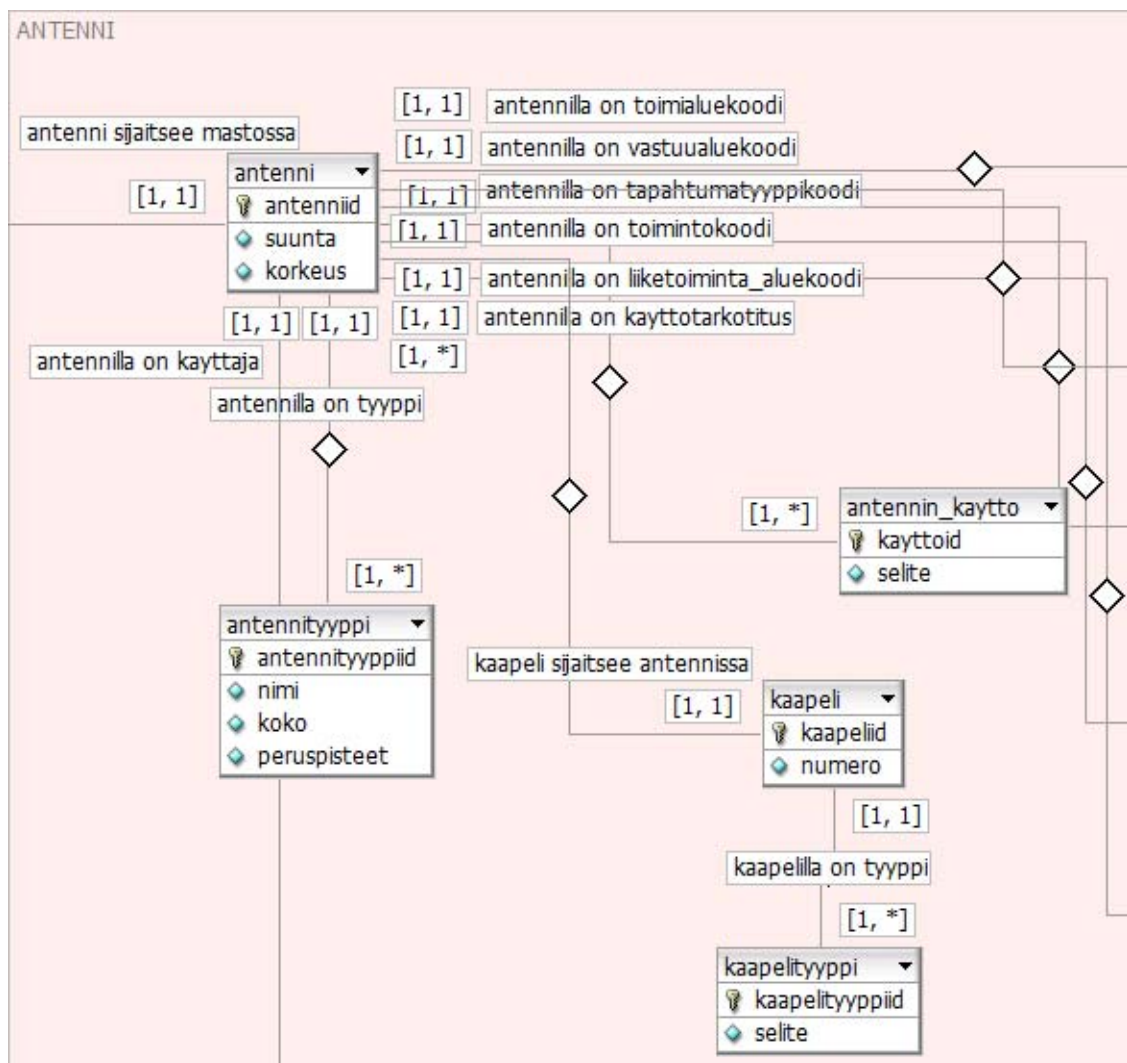 ANTENNI
[1, 1] antennilla on toimialuekoodi
antenni sijaitsee mastossa
[1, 1] antennilla on vastuualuekoodi
antenni
[1, 1]
[1, 1] antennilla on tapahtumatyyppikoodi
antenniid
[1, 1] antennilla on toimintokoodi
suunta
korkeus
[1, 1] antennilla on liiketoiminta_aluekoodi
[1, 1] [1, 1]
[1, 1] antennilla on kayttotarkotitus
[1, *]
antennilla on kayttaja
antennilla on tyyppi
[1, *]
antennin_kaytto
kayttoid
selite
[1, *]
antennityyppi
antennityyppiid
nimi
koko
peruspisteet
kaapeli sijaitsee antennissa
[1, 1]
kaapeli
kaapeliid
numero
[1, 1]
kaapelilla on tyyppi
[1, *]
kaapelityyppi
kaapelityyppiid
selite